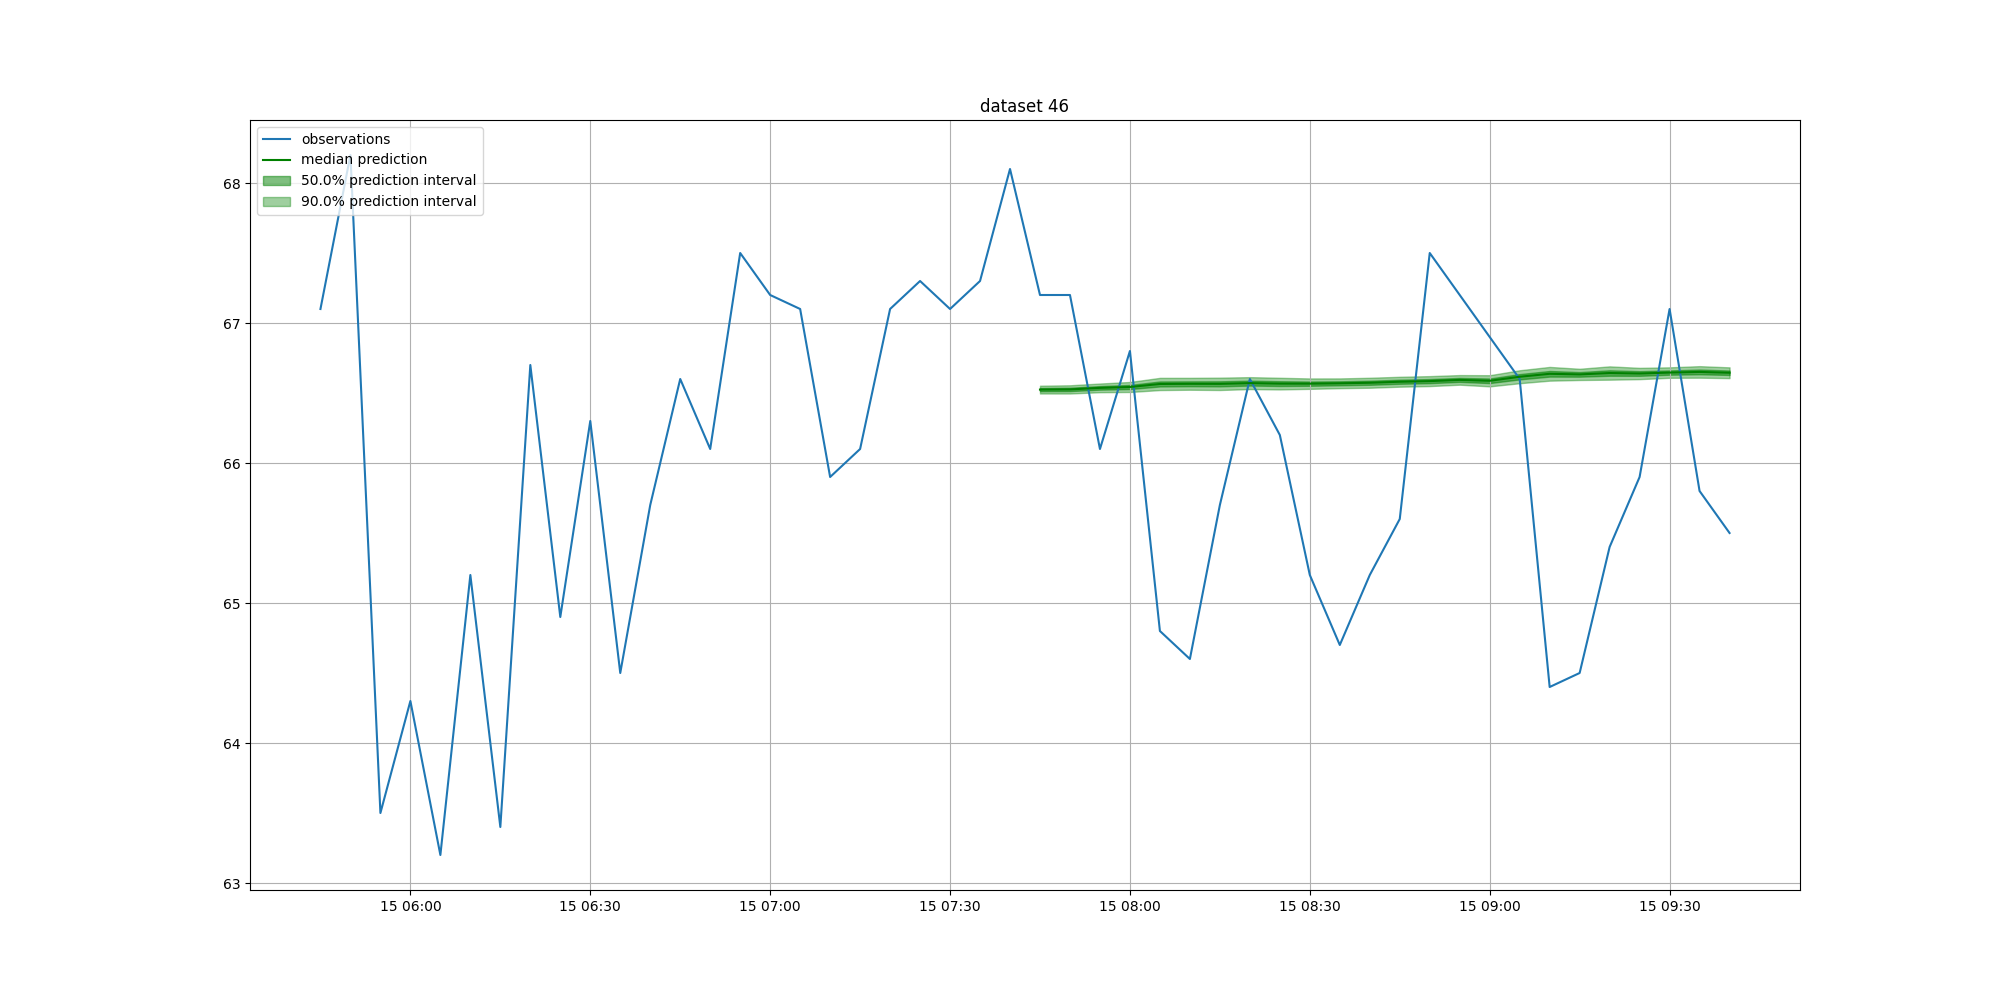 dataset 46
observations
median prediction
50.0% prediction interval
90.0% prediction interval
68
67
66
65
64
63
15 06:00
15 06:30
15 07:00
15 07:30
15 08:00
15 08:30
15 09:00
15 09:30